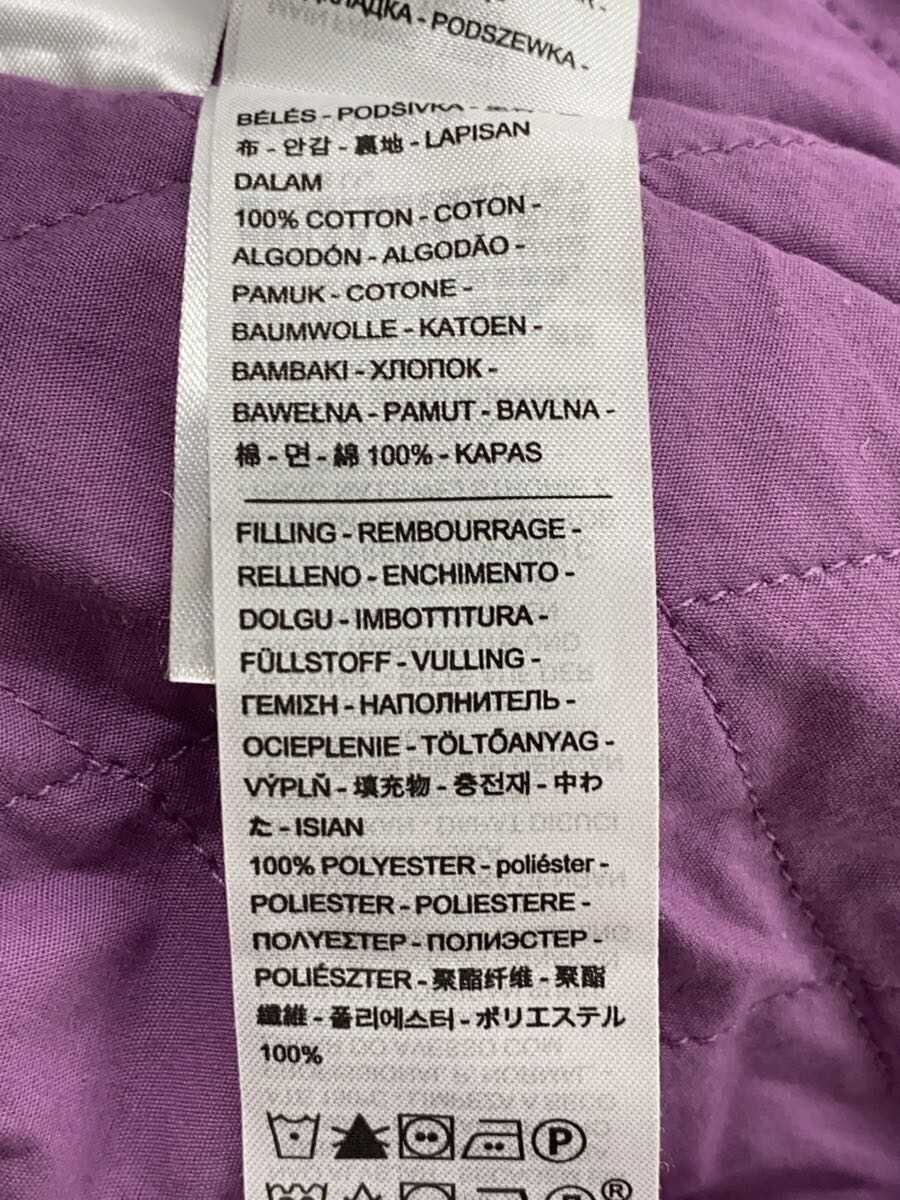 - PODSZEWKA -
BÉLÉS - PODŠÍVKA -
布 - 안감 - 裏地 - LAPISAN
DALAM
100% COTTON - COTON -
ALGODÓN - ALGODÃO -
PAMUK - COTONE -
BAUMWOLLE - KATOEN -
BAMBAKI - ХЛОПОК -
BAWEŁNA - PAMUT - BAVLNA -
棉 - 면 - 綿 100% - KAPAS
FILLING - REMBOURRAGE -
RELLENO - ENCHIMENTO -
DOLGU - IMBOTTITURA -
FÜLLSTOFF - VULLING -
ΓΕΜΙΣΗ - НАПОЛНИТЕЛЬ -
OCIEPLENIE - TÖLTŐANYAG -
VÝPLŇ - 填充物 - 충전재 - 中わ
た - ISIAN
100% POLYESTER - poliéster -
POLIESTER - POLIESTERE -
ΠΟΛΥΕΣΤΕΡ - ПОЛИЭСТЕР -
POLIÉSZTER - 聚酯纤维 - 聚酯
纖維 - 폴리에스터 - ポリエステル
100%
P
®